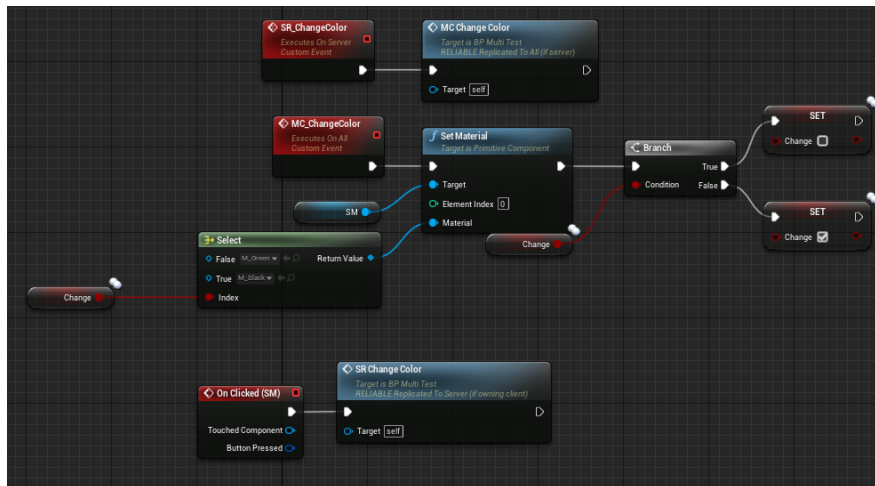 SR_ChangeColor
Executes On Server
Custom Event
MC Change Color
Target is BP Multi Test
RELIABLE Replicated To All (if server)
Target self
MC_ChangeColor
Executes On All
Custom Event
Set Material
Target is Primitive Component
Target
Element Index 0
Material
SM
Branch
True
Condition
False
SET
Change
SET
Change
Change
Select
False M_Green
Return Value
True M_Black
Index
Change
On Clicked (SM)
Touched Component
Button Pressed
SR Change Color
Target is BP Multi Test
RELIABLE Replicated To Server (if owning client)
Target self